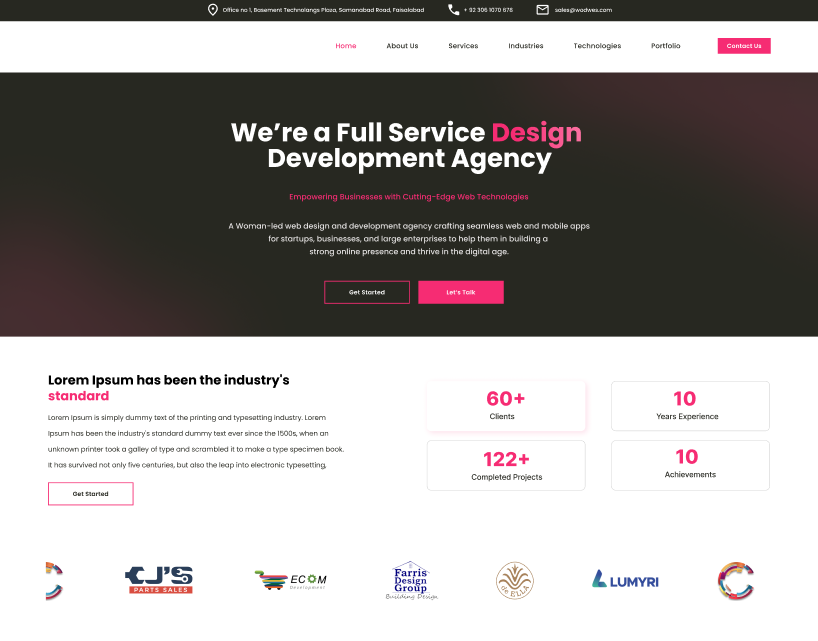 Office no 1, Basement Technolangs Plaza, Samanabad Road, Faisalabad
+ 92 306 1070 678
sales@wodwes.com
Home
About Us
Services
Industries
Technologies
Portfolio
Contact Us
We're a Full Service Design
Development Agency
Empowering Businesses with Cutting-Edge Web Technologies
A Woman-led web design and development agency crafting seamless web and mobile apps
for startups, businesses, and large enterprises to help them in building a
strong online presence and thrive in the digital age.
Get Started
Let's Talk
Lorem Ipsum has been the industry's
standard
Lorem Ipsum is simply dummy text of the printing and typesetting industry. Lorem
Ipsum has been the industry's standard dummy text ever since the 1500s, when an
unknown printer took a galley of type and scrambled it to make a type specimen book.
It has survived not only five centuries, but also the leap into electronic typesetting,
Get Started
60+
Clients
10
Years Experience
122+
Completed Projects
10
Achievements
CJ'S
PARTS SALES
ECOM
Development
Farris
Design
Group
Building Design
de ELLA
LUMYRI